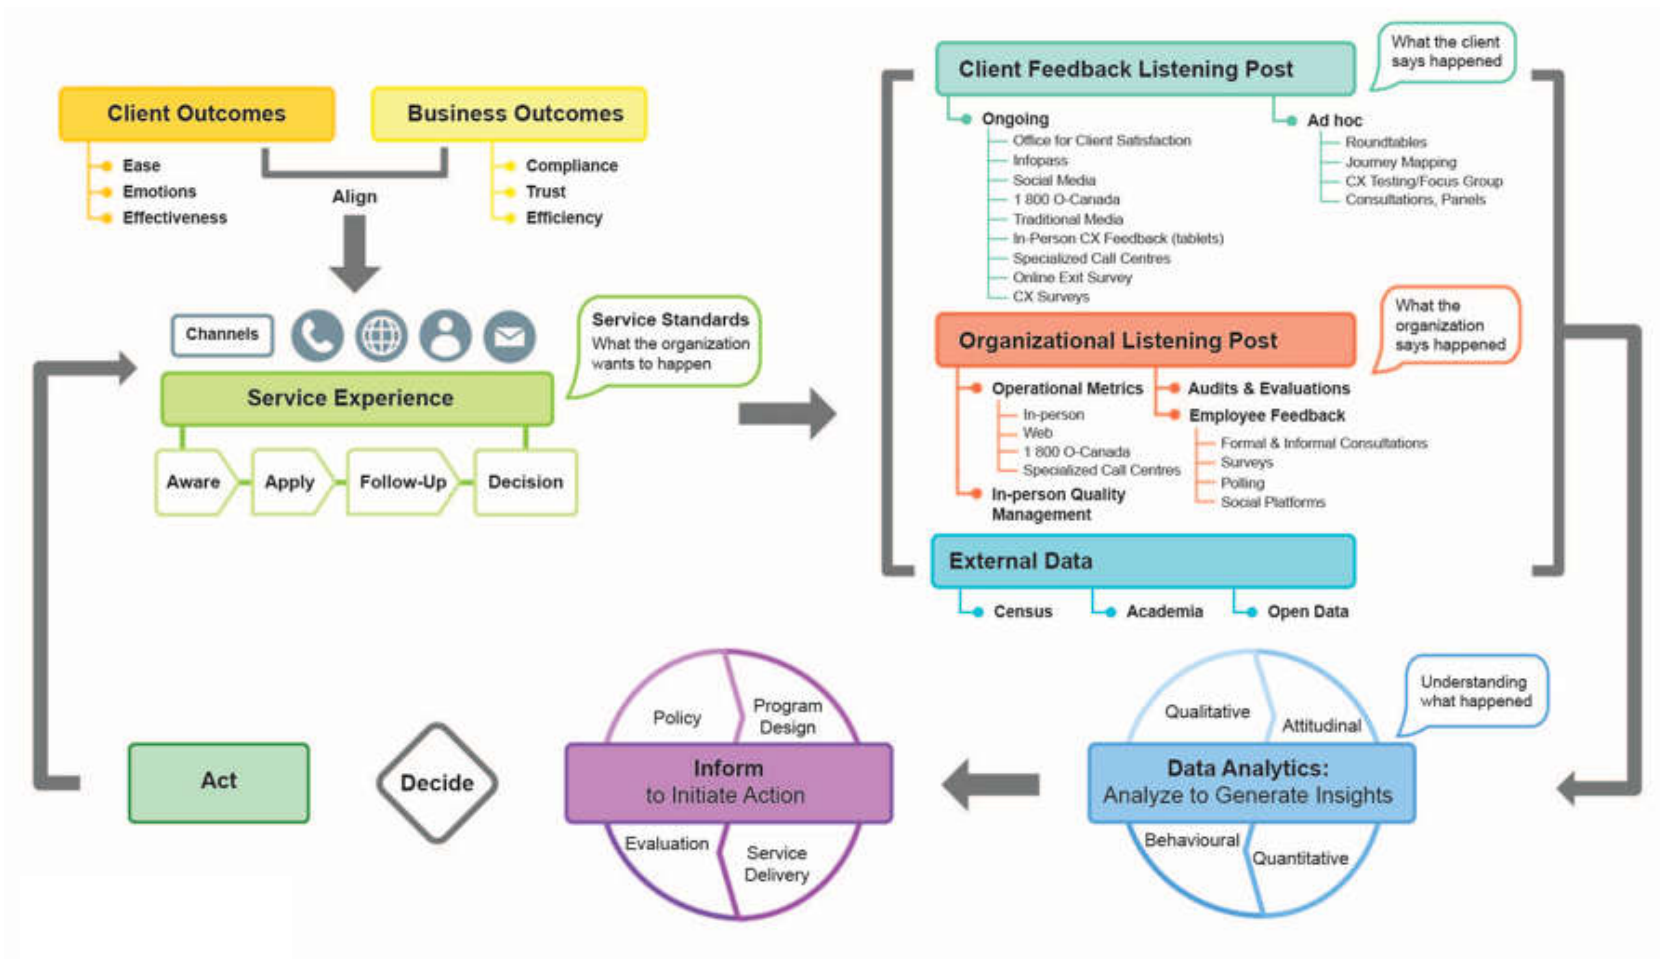 Client Outcomes
Ease
Emotions
Effectiveness
Business Outcomes
Compliance
Trust
Efficiency
Align
Channels
Service Standards
What the organization
wants to happen
Service Experience
Aware
Apply
Follow-Up
Decision
Client Feedback Listening Post
What the client
says happened
Ongoing
Office for Client Satisfaction
Infopass
Social Media
1 800 O-Canada
Traditional Media
In-Person CX Feedback (tablets)
Specialized Call Centres
Online Exit Survey
CX Surveys
Ad hoc
Roundtables
Journey Mapping
CX Testing/Focus Group
Consultations, Panels
Organizational Listening Post
What the
organization
says happened
Operational Metrics
In-person
Web
1 800 O-Canada
Specialized Call Centres
In-person Quality
Management
Audits & Evaluations
Employee Feedback
Formal & Informal Consultations
Surveys
Polling
Social Platforms
External Data
Census
Academia
Open Data
Understanding
what happened
Qualitative
Attitudinal
Data Analytics:
Analyze to Generate Insights
Behavioural
Quantitative
Policy
Program
Design
Inform
to Initiate Action
Evaluation
Service
Delivery
Decide
Act